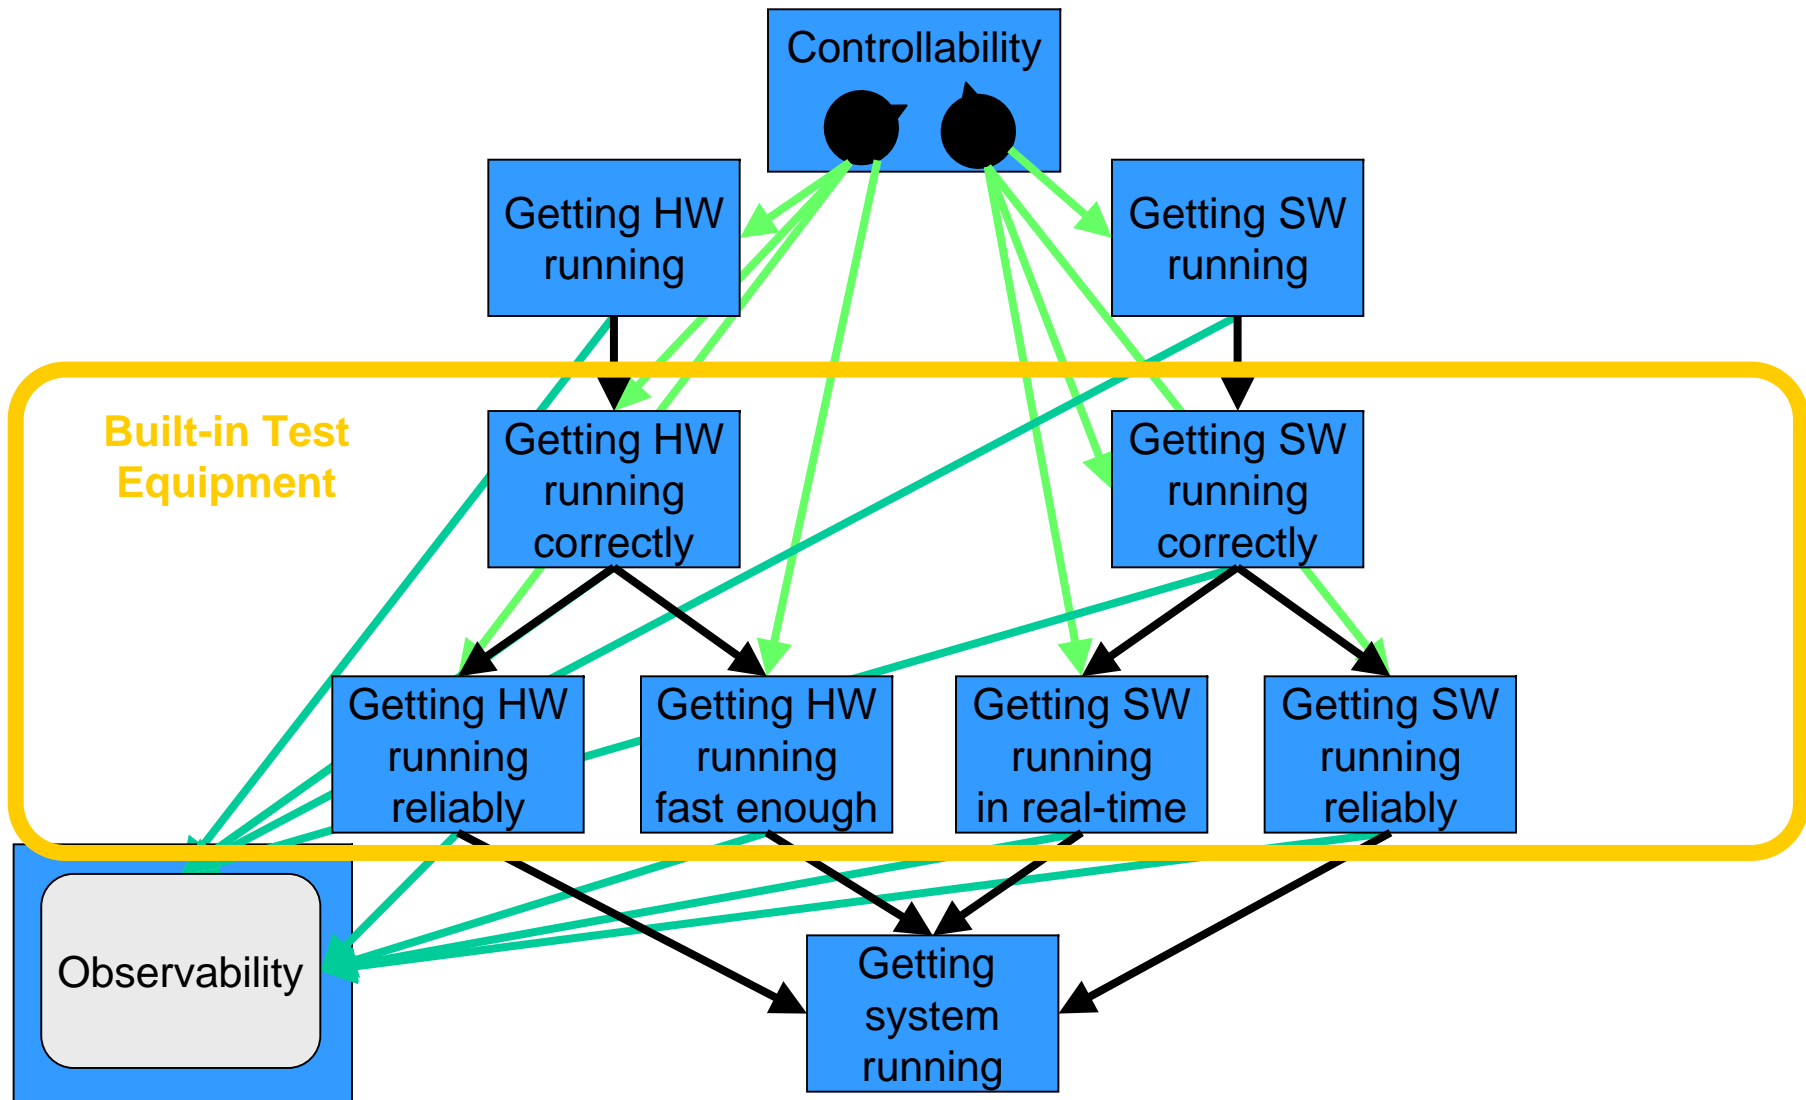 Controllability
Getting HW
running
Getting SW
running
Built-in Test
Equipment
Getting HW
running
correctly
Getting SW
running
correctly
Getting HW
running
reliably
Getting HW
running
fast enough
Getting SW
running
in real-time
Getting SW
running
reliably
Observability
Getting
system
running